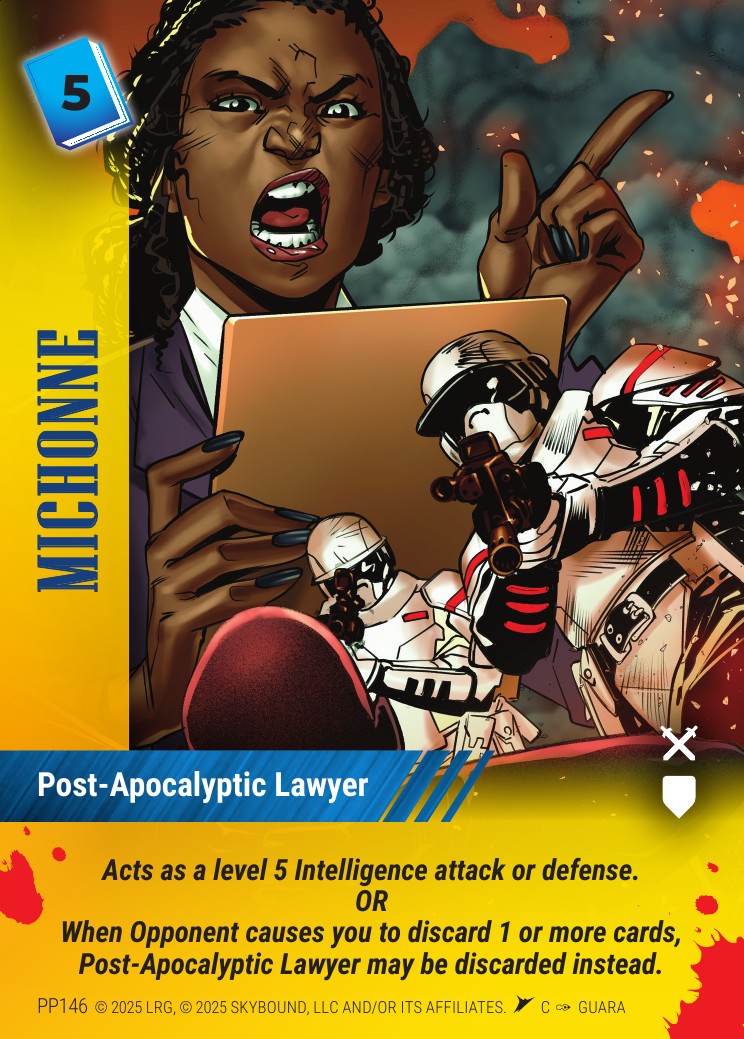 5
MICHONNE
Post-Apocalyptic Lawyer
Acts as a level 5 Intelligence attack or defense.
OR
When Opponent causes you to discard 1 or more cards,
Post-Apocalyptic Lawyer may be discarded instead.
PP146 © 2025 LRG, © 2025 SKYBOUND, LLC AND/OR ITS AFFILIATES. C GUARA